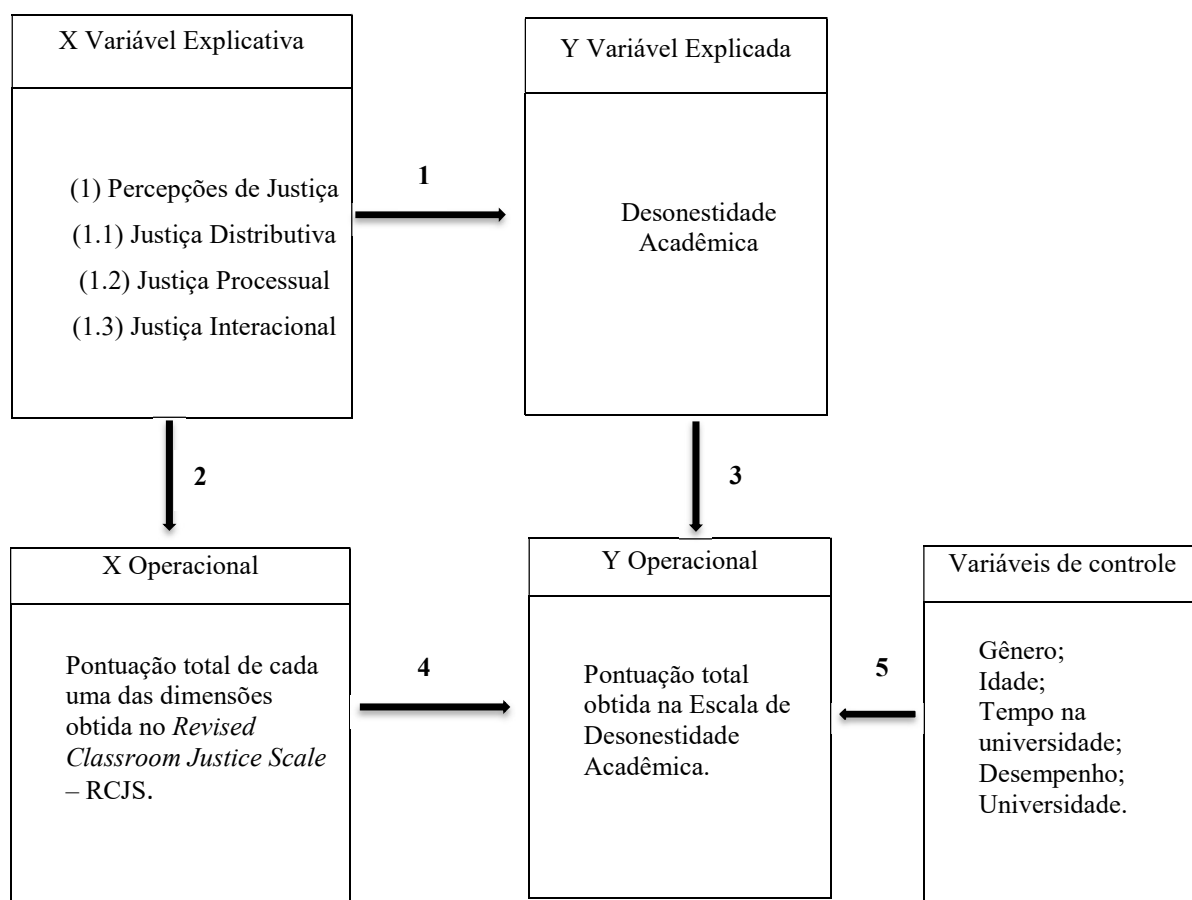 X Variável Explicativa
(1) Percepções de Justiça
(1.1) Justiça Distributiva
(1.2) Justiça Processual
(1.3) Justiça Interacional
1
Y Variável Explicada
Desonestidade
Acadêmica
2
3
X Operacional
Pontuação total de cada
uma das dimensões
obtida no Revised
Classroom Justice Scale
– RCJS.
4
Y Operacional
Pontuação total
obtida na Escala de
Desonestidade
Acadêmica.
5
Variáveis de controle
Gênero;
Idade;
Tempo na
universidade;
Desempenho;
Universidade.